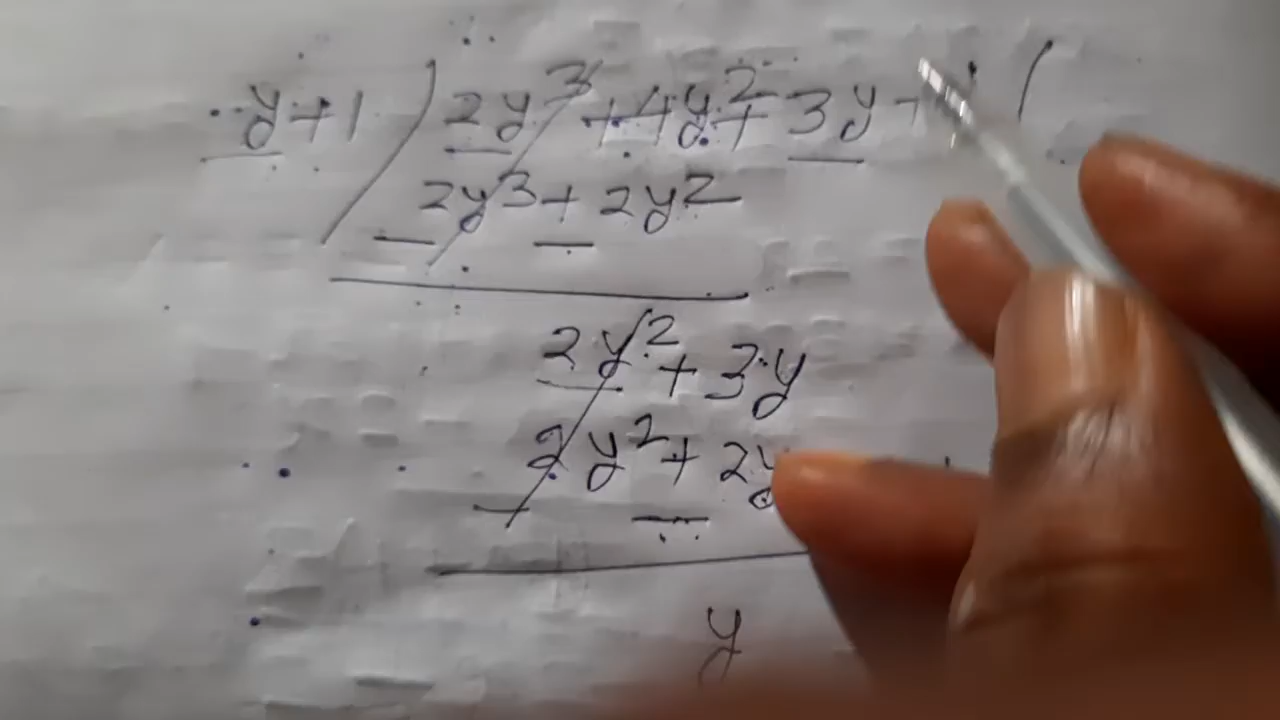 y+1 ) 2y³ + 4y² + 3y + (
2y³ + 2y²
2y² + 3y
2y² + 2y
y